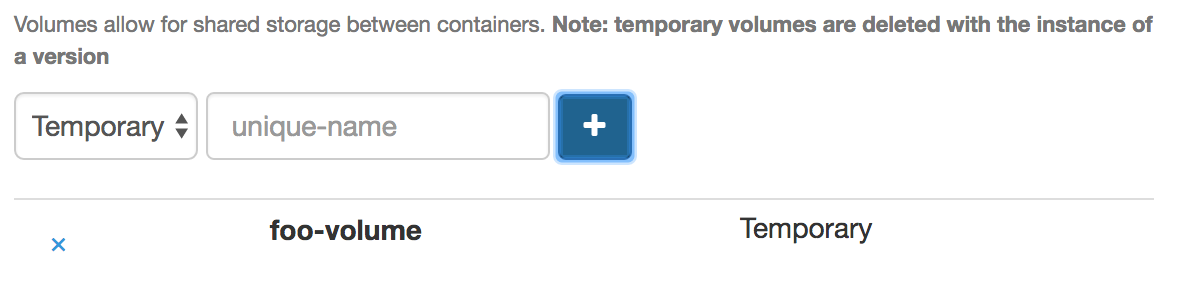 Volumes allow for shared storage between containers. Note: temporary volumes are deleted with the instance of
a version
Temporary unique-name +
× foo-volume Temporary